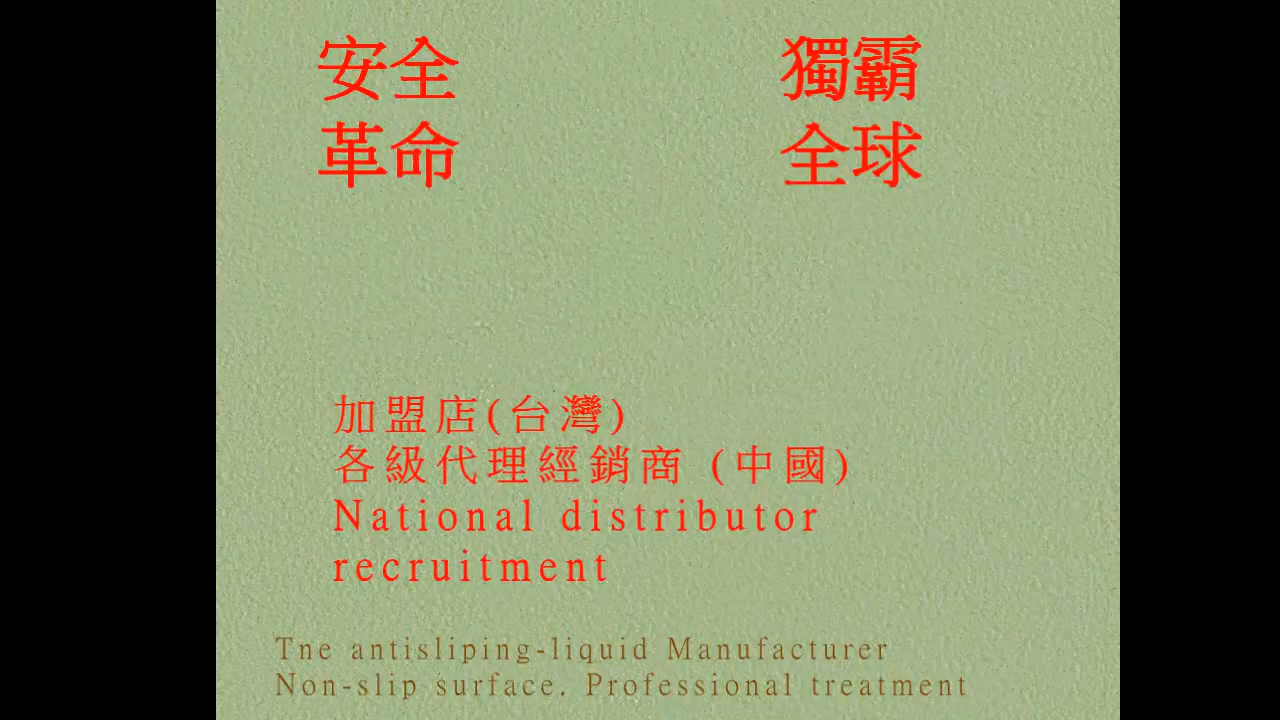 安全 獨霸
革命 全球
加盟店(台灣)
各級代理經銷商 (中國)
National distributor
recruitment
Tne antisliping-liquid Manufacturer
Non-slip surface. Professional treatment